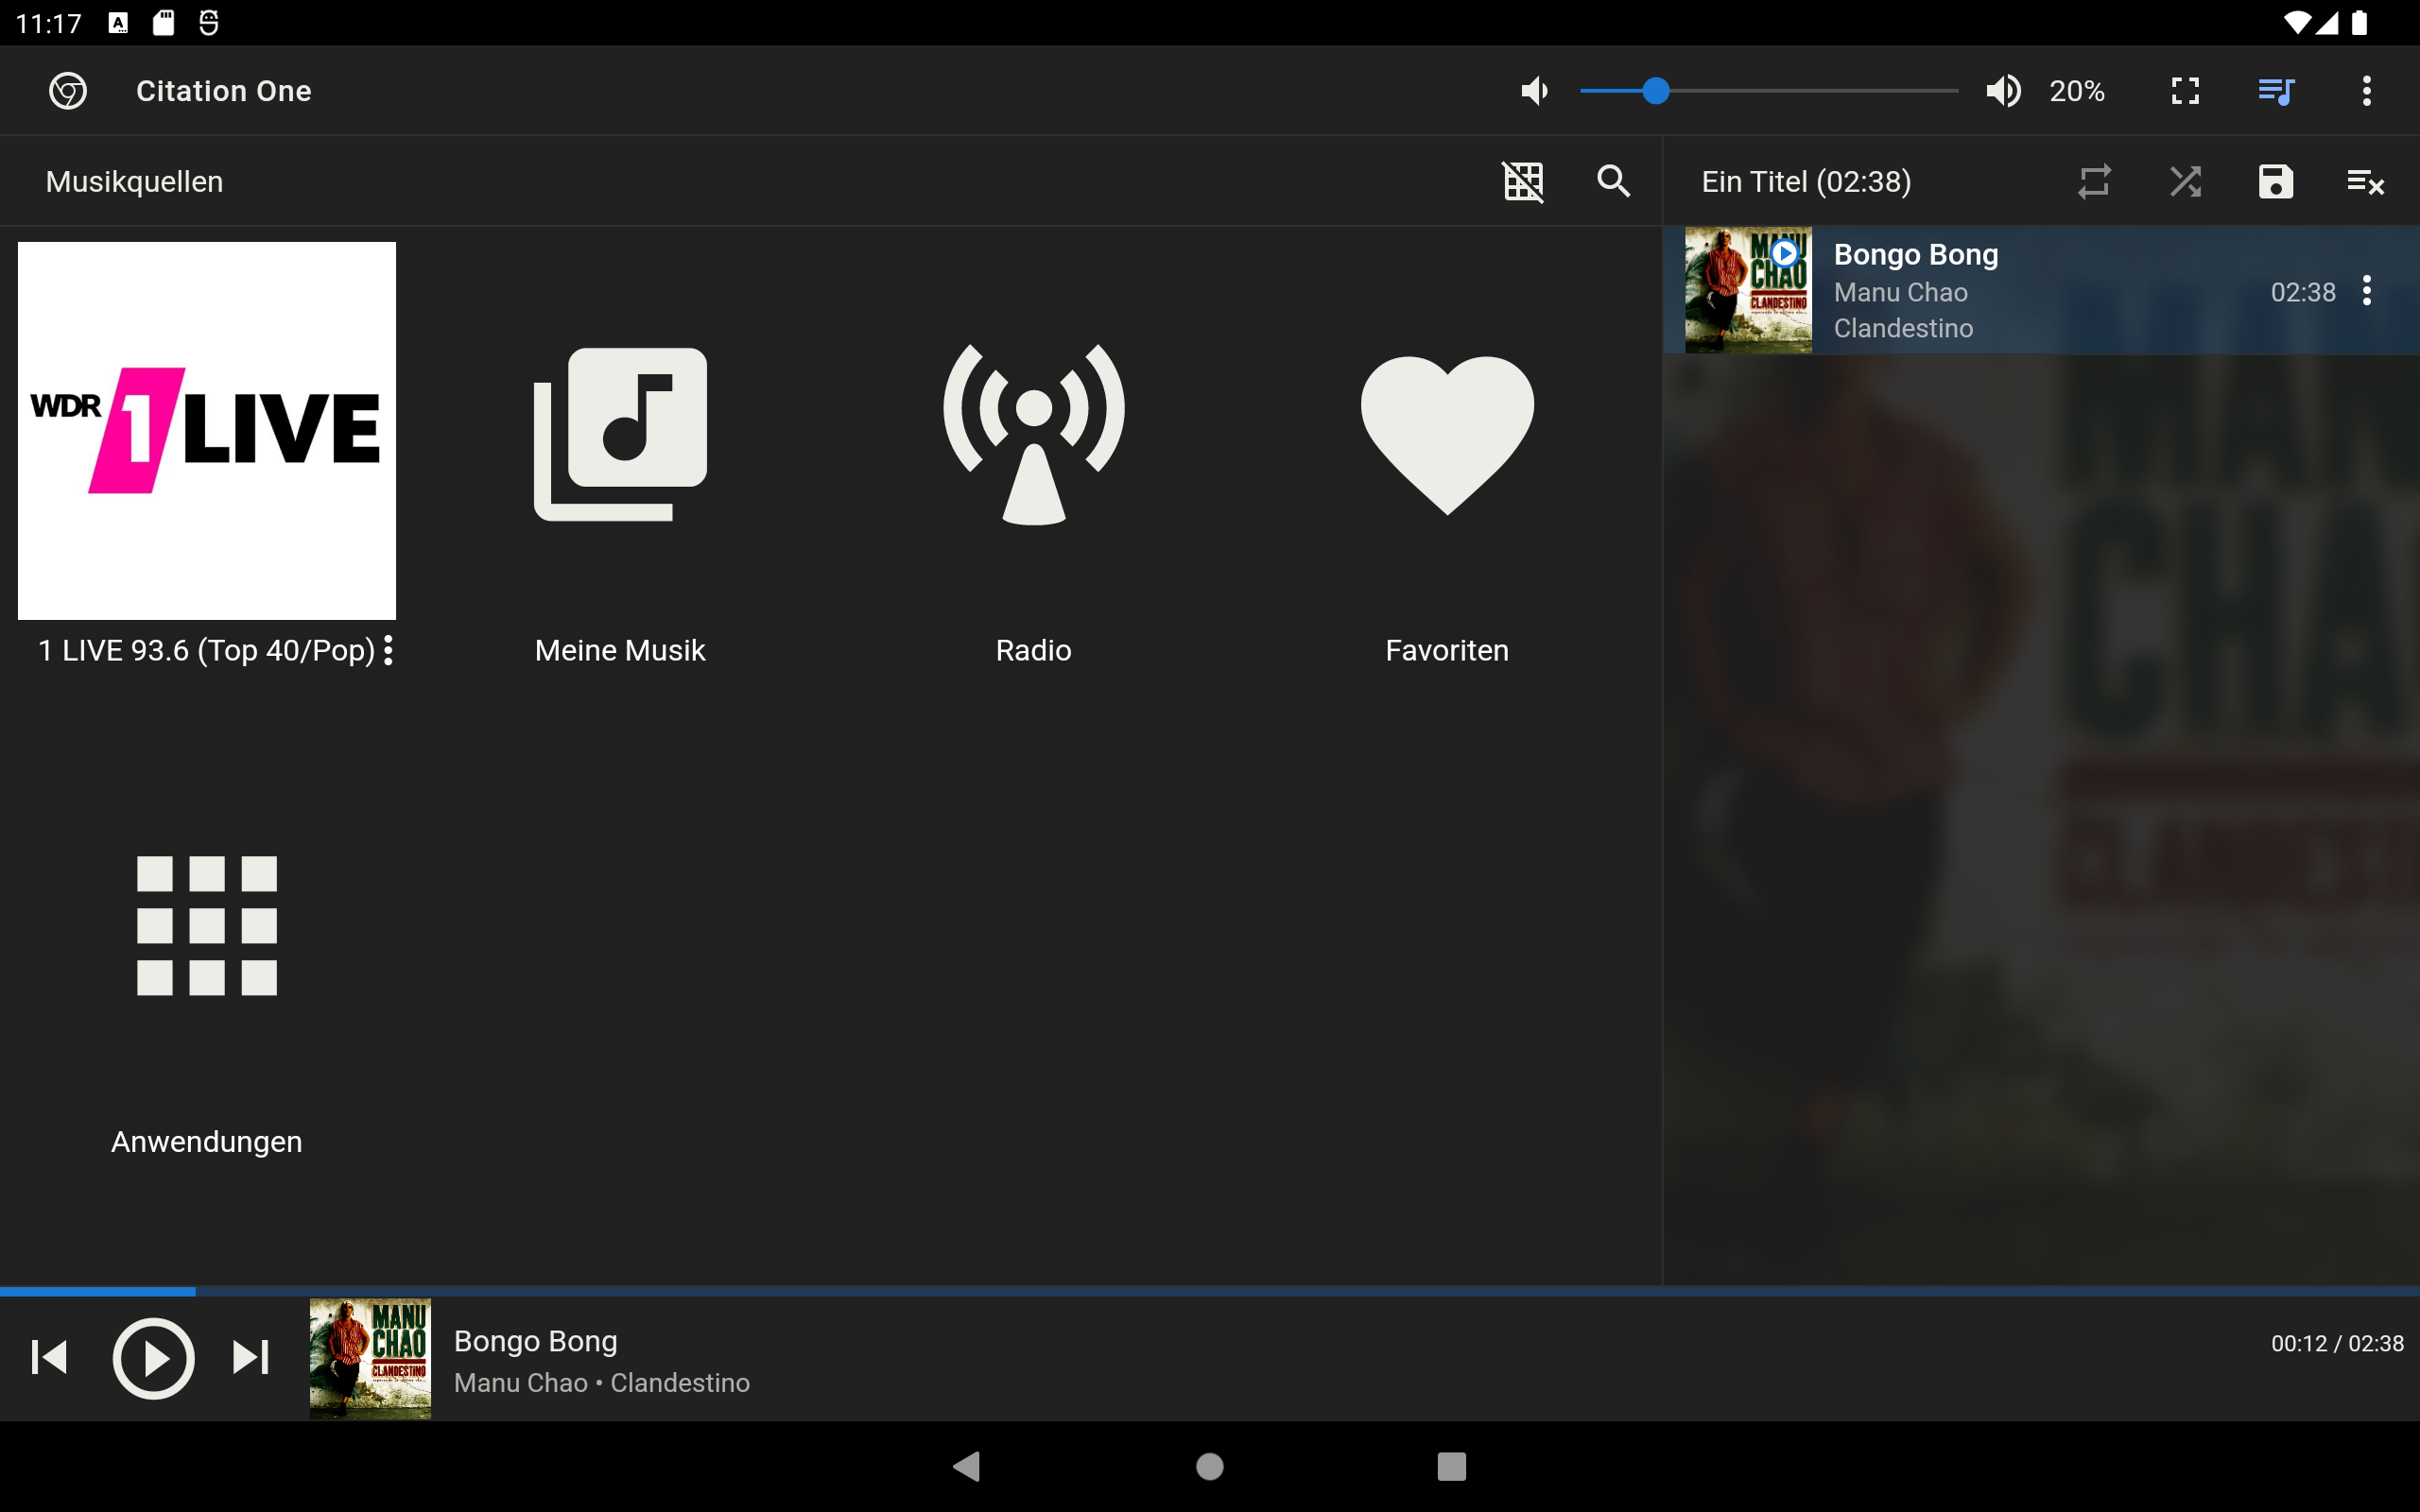 11:17
Citation One
20%
Musikquellen
Ein Titel (02:38)
MANU
CHAO
CLANDESTINO
Bongo Bong
Manu Chao
Clandestino
02:38
WDR 1LIVE
1 LIVE 93.6 (Top 40/Pop)
Meine Musik
Radio
Favoriten
Anwendungen
MANU
CHAO
CLANDESTINO
Bongo Bong
Manu Chao • Clandestino
00:12 / 02:38